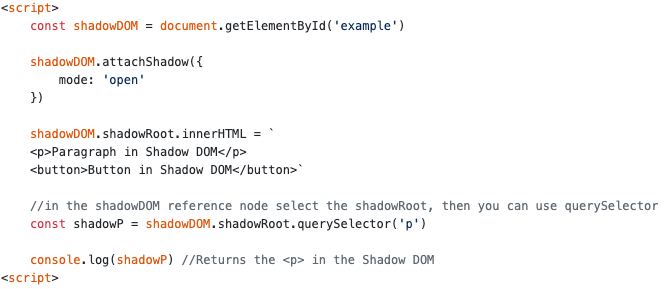 <script>
    const shadowDOM = document.getElementById('example')

    shadowDOM.attachShadow({
        mode: 'open'
    })

    shadowDOM.shadowRoot.innerHTML = `
    <p>Paragraph in Shadow DOM</p>
    <button>Button in Shadow DOM</button>`

    //in the shadowDOM reference node select the shadowRoot, then you can use querySelector
    const shadowP = shadowDOM.shadowRoot.querySelector('p')

    console.log(shadowP) //Returns the <p> in the Shadow DOM
<script>